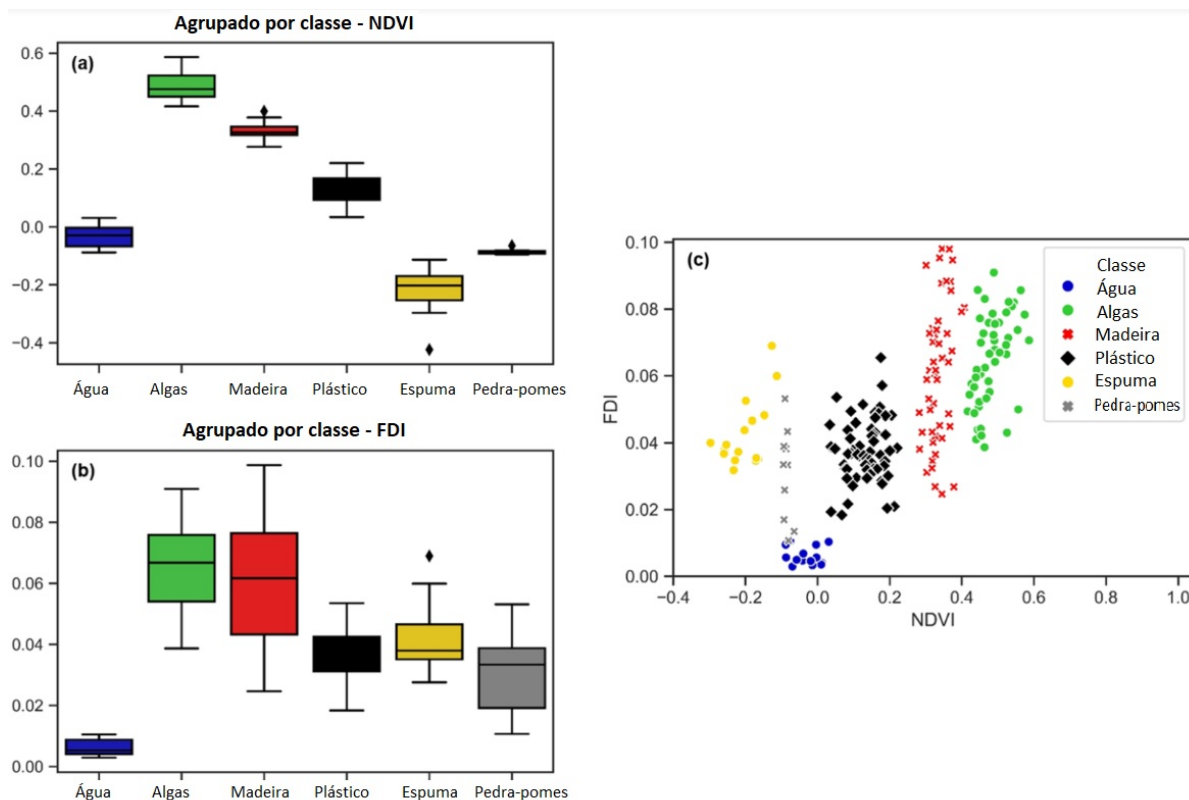 Agrupado por classe - NDVI
(a)
0.6
0.4
0.2
0.0
−0.2
−0.4
Água Algas Madeira Plástico Espuma Pedra-pomes
Agrupado por classe - FDI
(b)
0.10
0.08
0.06
0.04
0.02
0.00
Água Algas Madeira Plástico Espuma Pedra-pomes
(c)
FDI
0.10
0.08
0.06
0.04
0.02
0.00
−0.4 −0.2 0.0 0.2 0.4 0.6 0.8 1.0
NDVI
Classe
Água
Algas
Madeira
Plástico
Espuma
Pedra-pomes